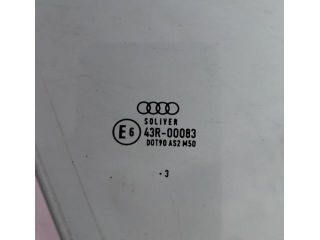 SOLIVER
E6 43R-00083
DOT90 AS2 M50
.3